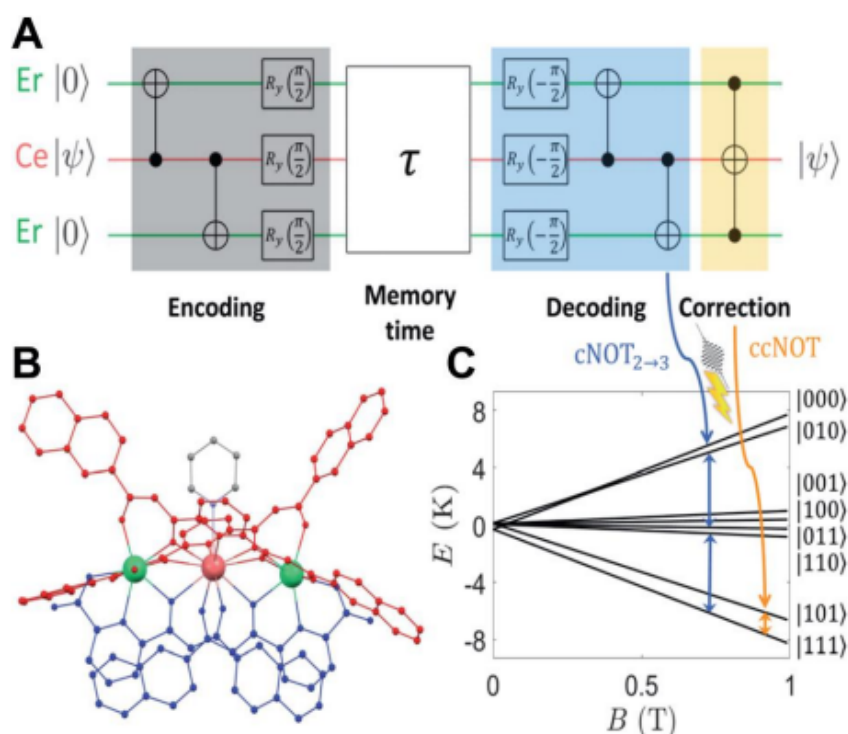 A
Er |0⟩ R_y(π/2) R_y(-π/2)
Ce |ψ⟩ R_y(π/2) τ R_y(-π/2) |ψ⟩
Er |0⟩ R_y(π/2) R_y(-π/2)
Encoding Memory time Decoding Correction
cNOT₂→₃ ccNOT
B
C
|000⟩
8
|010⟩
4
|001⟩
|100⟩
0
|011⟩
|110⟩
-4
|101⟩
-8
|111⟩
E (K)
0 0.5 1
B (T)